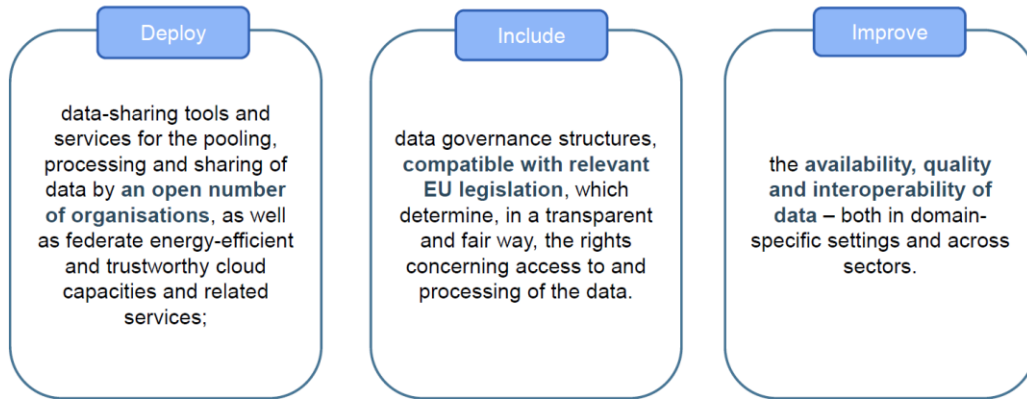 Deploy
data-sharing tools and
services for the pooling,
processing and sharing of
data by an open number
of organisations, as well
as federate energy-efficient
and trustworthy cloud
capacities and related
services;
Include
data governance structures,
compatible with relevant
EU legislation, which
determine, in a transparent
and fair way, the rights
concerning access to and
processing of the data.
Improve
the availability, quality
and interoperability of
data – both in domain-
specific settings and across
sectors.